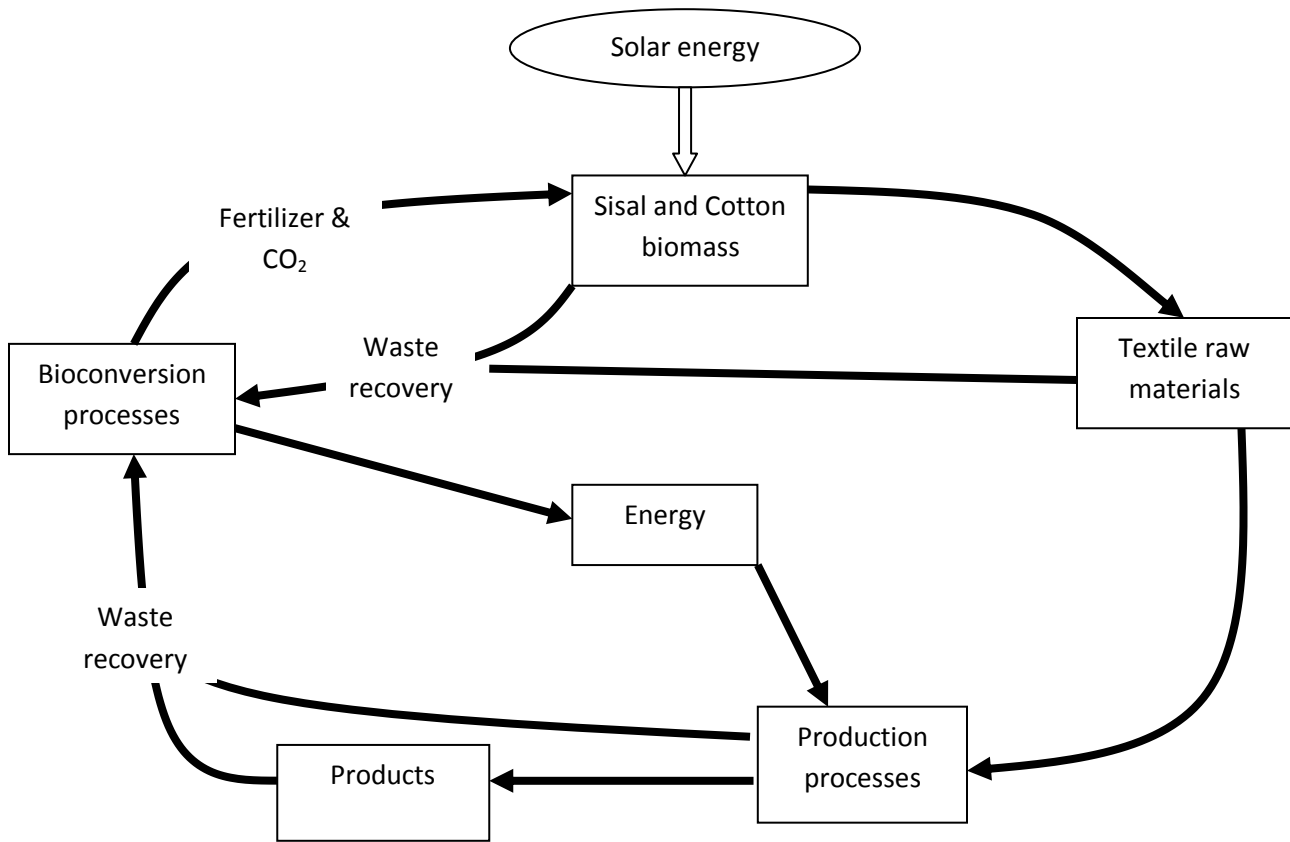 Solar energy
Sisal and Cotton
biomass
Fertilizer &
CO₂
Waste
recovery
Textile raw
materials
Bioconversion
processes
Energy
Waste
recovery
Production
processes
Products